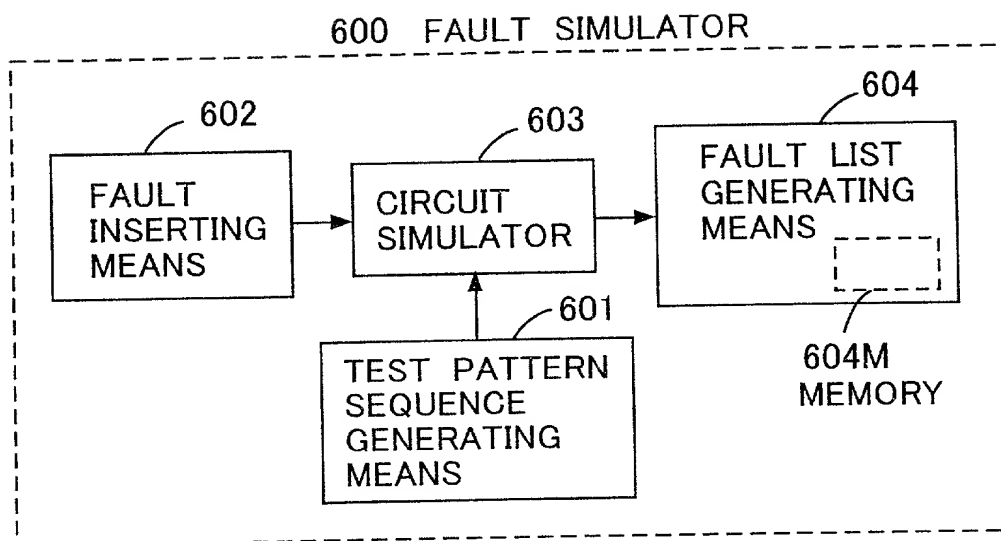 600 FAULT SIMULATOR
602
FAULT
INSERTING
MEANS
603
CIRCUIT
SIMULATOR
604
FAULT LIST
GENERATING
MEANS
604M
MEMORY
601
TEST PATTERN
SEQUENCE
GENERATING
MEANS